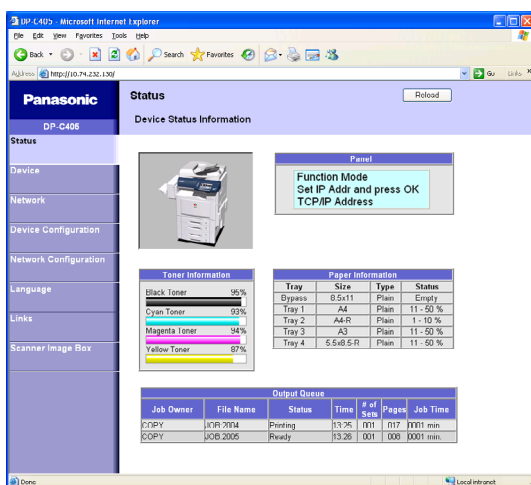 DP-C405 - Microsoft Internet Explorer
File Edit View Favorites Tools Help
Back Search Favorites
Address http://10.74.232.130/ Go Links
Panasonic
DP-C405
Status
Device Status Information
Reload
Status
Device
Network
Device Configuration
Network Configuration
Language
Links
Scanner Image Box
Panel
Function Mode
Set IP Addr and press OK
TCP/IP Address
Toner Information
Black Toner 95%
Cyan Toner 93%
Magenta Toner 94%
Yellow Toner 87%
Paper Information
Tray Size Type Status
Bypass 8.5x11 Plain Empty
Tray 1 A4 Plain 11 - 50 %
Tray 2 A4-R Plain 1 - 10 %
Tray 3 A3 Plain 11 - 50 %
Tray 4 5.5x8.5-R Plain 11 - 50 %
Output Queue
Job Owner File Name Status Time # of Sets Pages Job Time
COPY JOB:2004 Printing 13:25 001 017 0001 min.
COPY JOB:2005 Ready 13:26 001 008 0001 min.
Done Local intranet